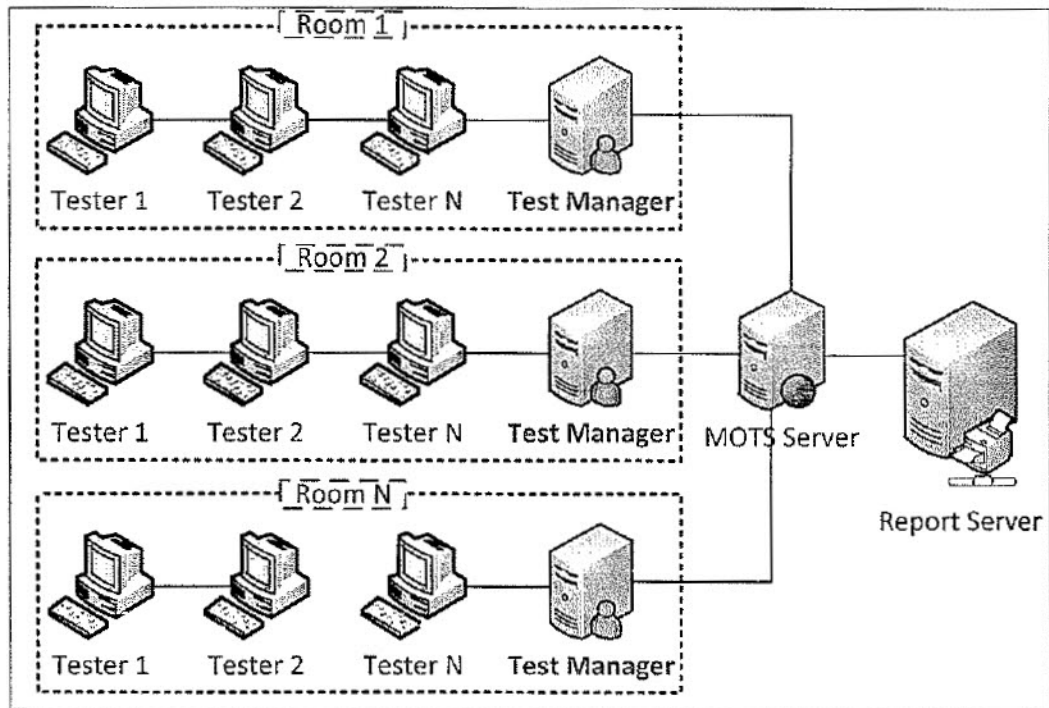 Room 1
Tester 1 Tester 2 Tester N Test Manager
Room 2
Tester 1 Tester 2 Tester N Test Manager
MOTS Server
Report Server
Room N
Tester 1 Tester 2 Tester N Test Manager